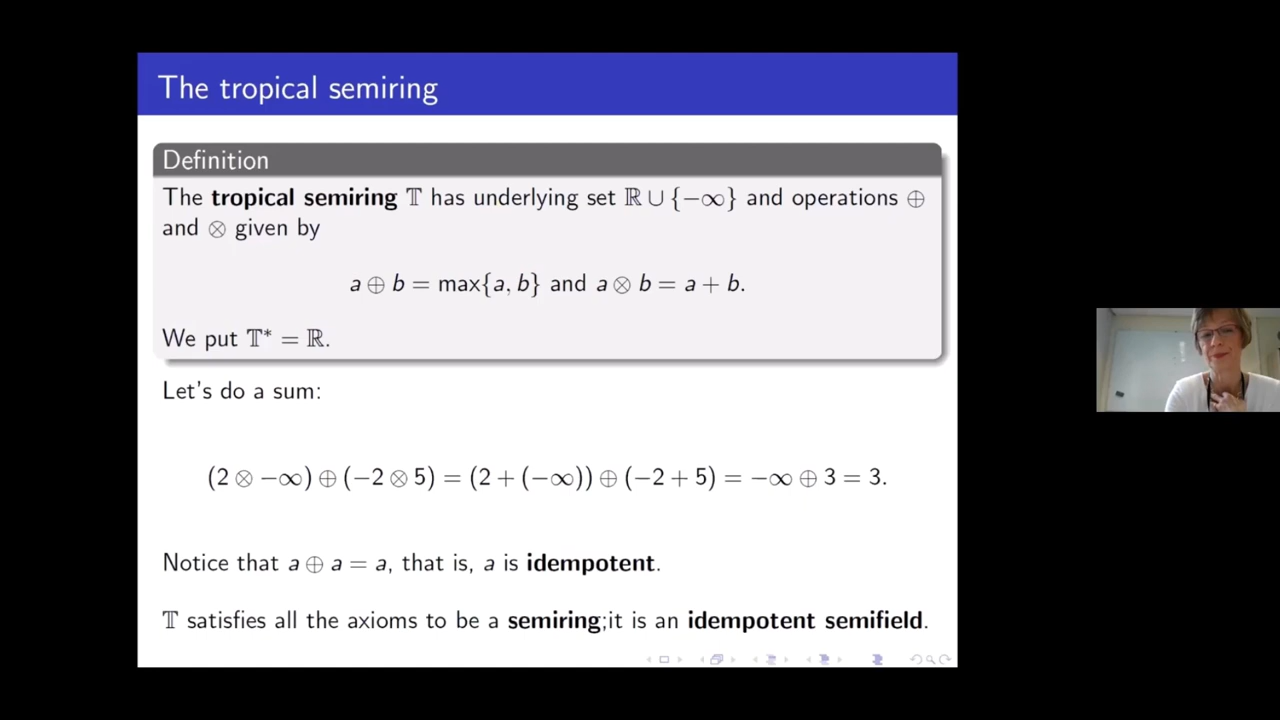 The tropical semiring
Definition
The tropical semiring 𝕋 has underlying set ℝ ∪ {−∞} and operations ⊕
and ⊗ given by
a ⊕ b = max{a, b} and a ⊗ b = a + b.
We put 𝕋* = ℝ.
Let's do a sum:
(2 ⊗ −∞) ⊕ (−2 ⊗ 5) = (2 + (−∞)) ⊕ (−2 + 5) = −∞ ⊕ 3 = 3.
Notice that a ⊕ a = a, that is, a is idempotent.
𝕋 satisfies all the axioms to be a semiring;it is an idempotent semifield.